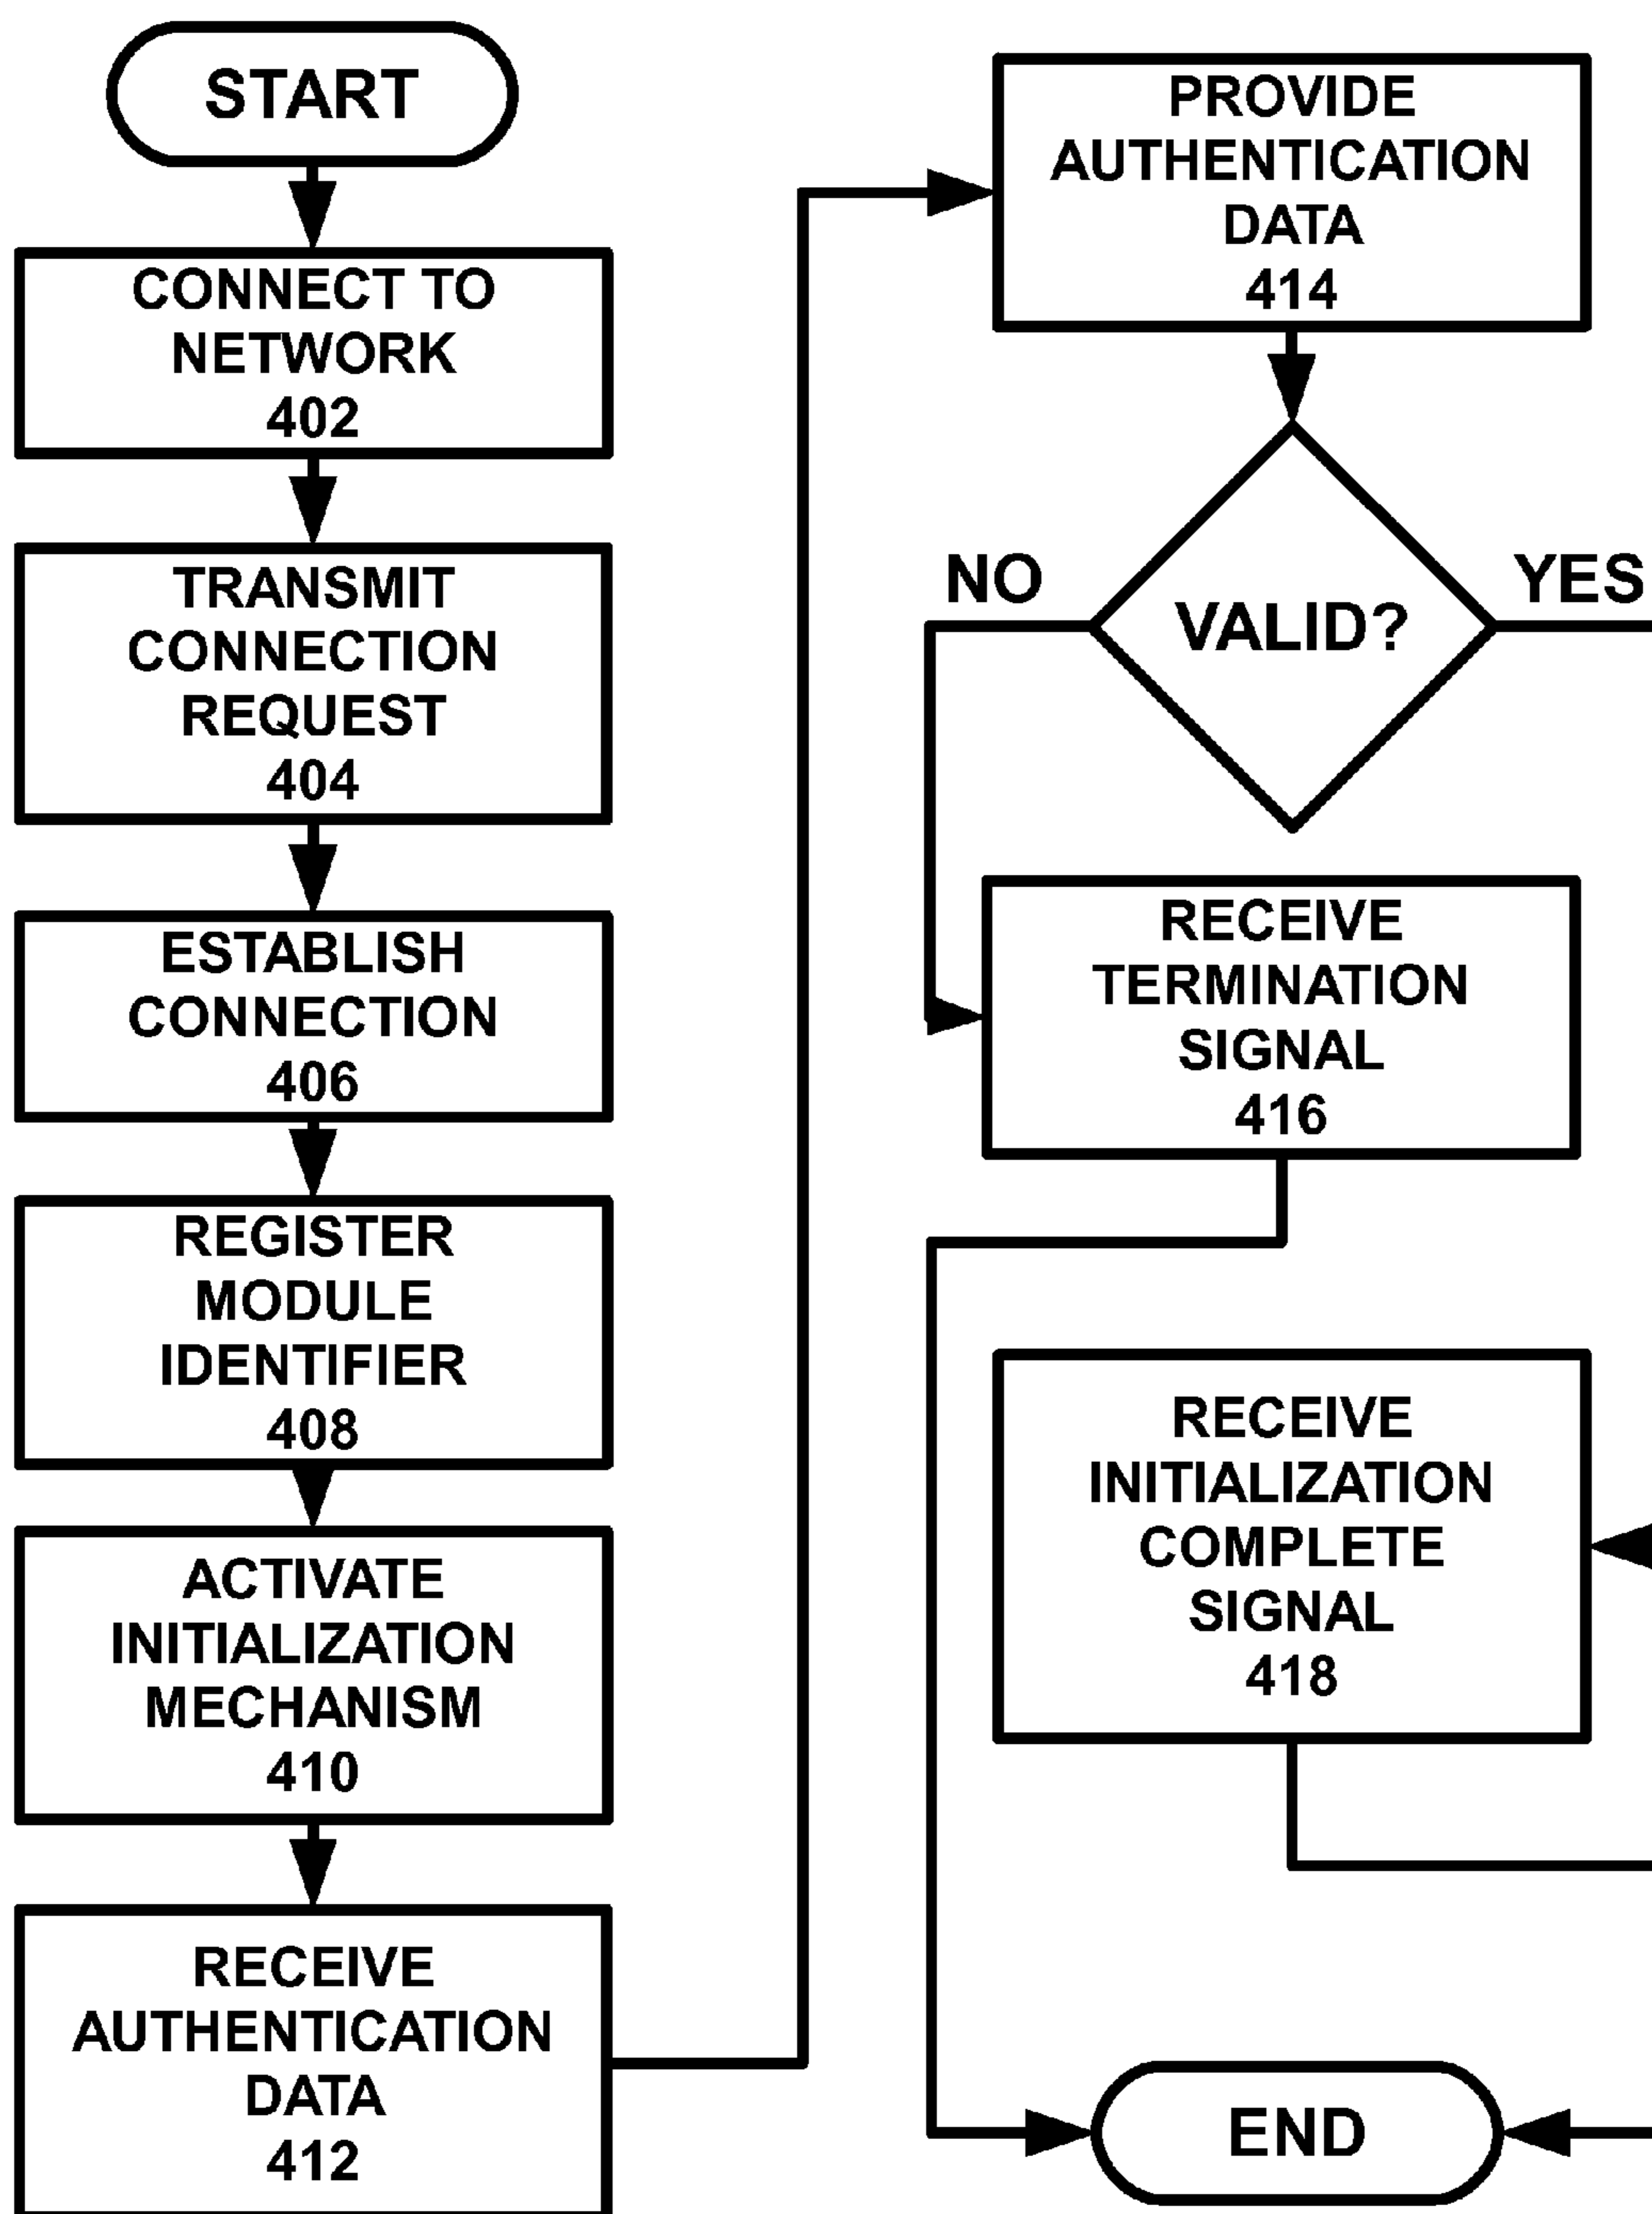 START
CONNECT TO
NETWORK
402
TRANSMIT
CONNECTION
REQUEST
404
ESTABLISH
CONNECTION
406
REGISTER
MODULE
IDENTIFIER
408
ACTIVATE
INITIALIZATION
MECHANISM
410
RECEIVE
AUTHENTICATION
DATA
412
PROVIDE
AUTHENTICATION
DATA
414
VALID?
NO
YES
RECEIVE
TERMINATION
SIGNAL
416
RECEIVE
INITIALIZATION
COMPLETE
SIGNAL
418
END